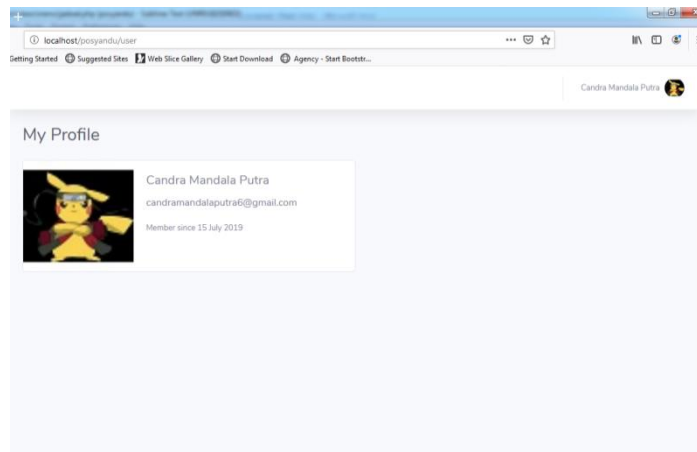 localhost/posyandu/user
Getting Started Suggested Sites Web Slice Gallery Start Download Agency - Start Bootstr...
Candra Mandala Putra
My Profile
Candra Mandala Putra
candramandalaputra6@gmail.com
Member since 15 July 2019